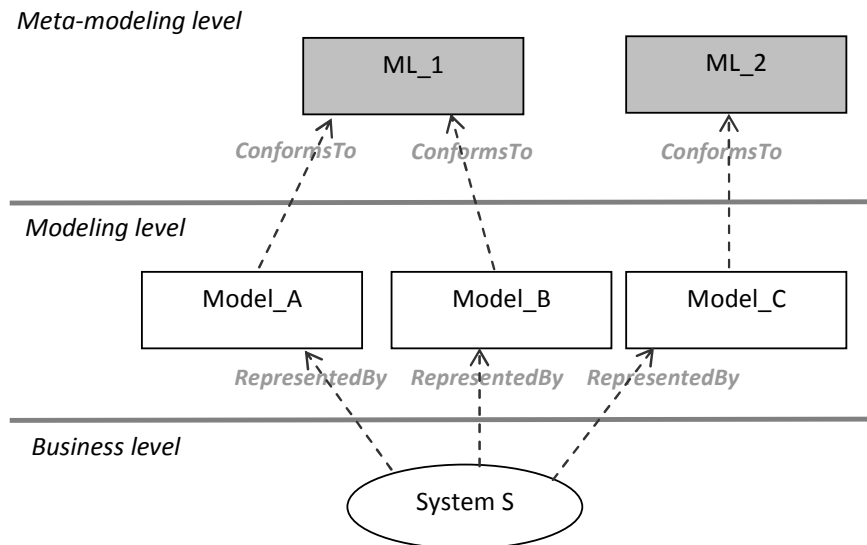 Meta-modeling level
ML_1
ML_2
ConformsTo ConformsTo ConformsTo
Modeling level
Model_A Model_B Model_C
RepresentedBy RepresentedBy RepresentedBy
Business level
System S